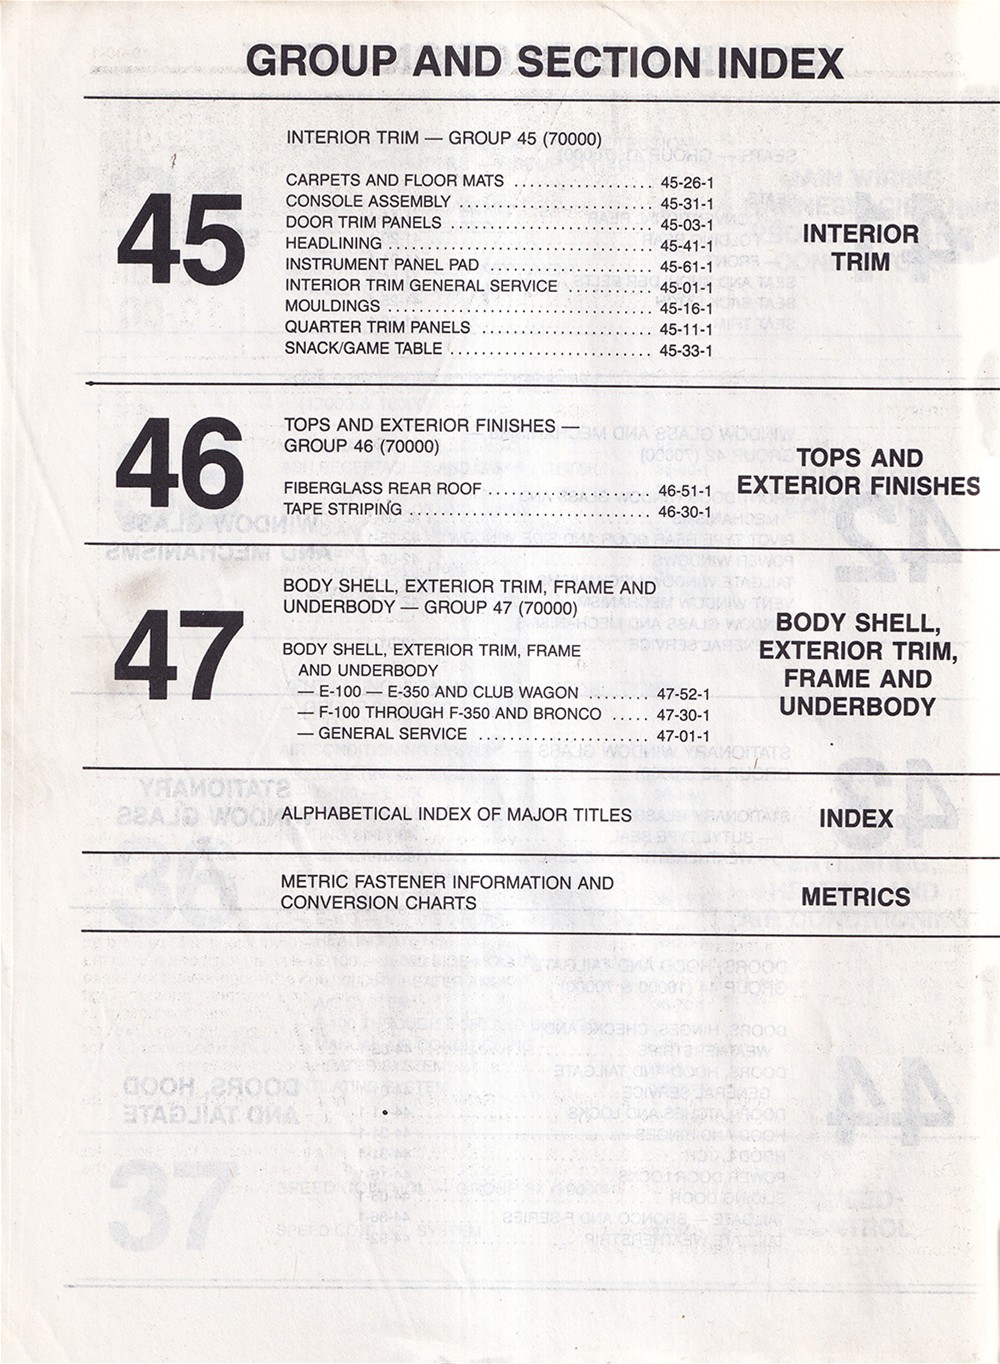 GROUP AND SECTION INDEX
INTERIOR TRIM — GROUP 45 (70000)
45
CARPETS AND FLOOR MATS .................. 45-26-1
CONSOLE ASSEMBLY ......................... 45-31-1
DOOR TRIM PANELS .......................... 45-03-1
HEADLINING ................................... 45-41-1
INSTRUMENT PANEL PAD ..................... 45-61-1
INTERIOR TRIM GENERAL SERVICE ........... 45-01-1
MOULDINGS .................................. 45-16-1
QUARTER TRIM PANELS ....................... 45-11-1
SNACK/GAME TABLE .......................... 45-33-1
INTERIOR
TRIM
46
TOPS AND EXTERIOR FINISHES —
GROUP 46 (70000)
FIBERGLASS REAR ROOF ..................... 46-51-1
TAPE STRIPING ................................ 46-30-1
TOPS AND
EXTERIOR FINISHES
47
BODY SHELL, EXTERIOR TRIM, FRAME AND
UNDERBODY — GROUP 47 (70000)
BODY SHELL, EXTERIOR TRIM, FRAME
AND UNDERBODY
— E-100 — E-350 AND CLUB WAGON ........ 47-52-1
— F-100 THROUGH F-350 AND BRONCO ..... 47-30-1
— GENERAL SERVICE ...................... 47-01-1
BODY SHELL,
EXTERIOR TRIM,
FRAME AND
UNDERBODY
ALPHABETICAL INDEX OF MAJOR TITLES
INDEX
METRIC FASTENER INFORMATION AND
CONVERSION CHARTS
METRICS